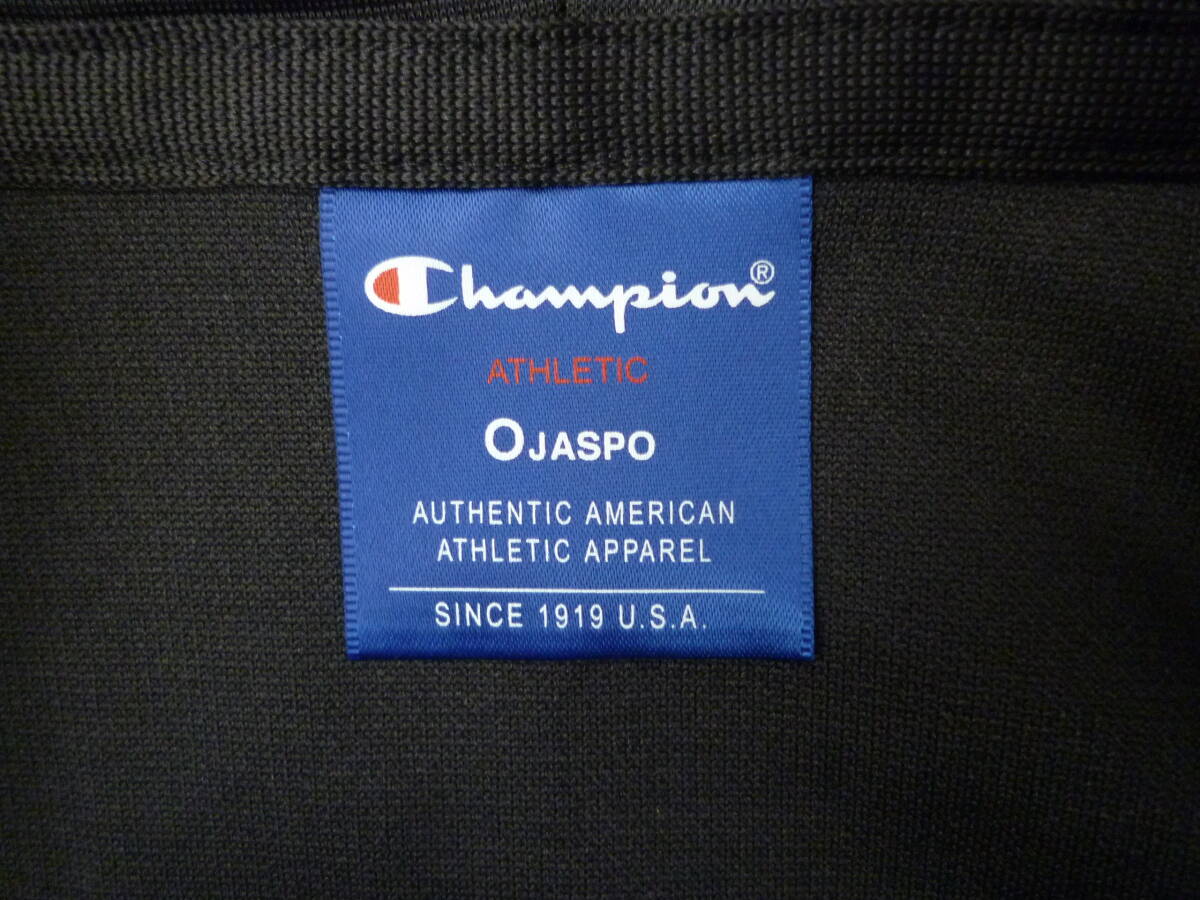 Champion®
ATHLETIC
OJASPO
AUTHENTIC AMERICAN
ATHLETIC APPAREL
SINCE 1919 U.S.A.